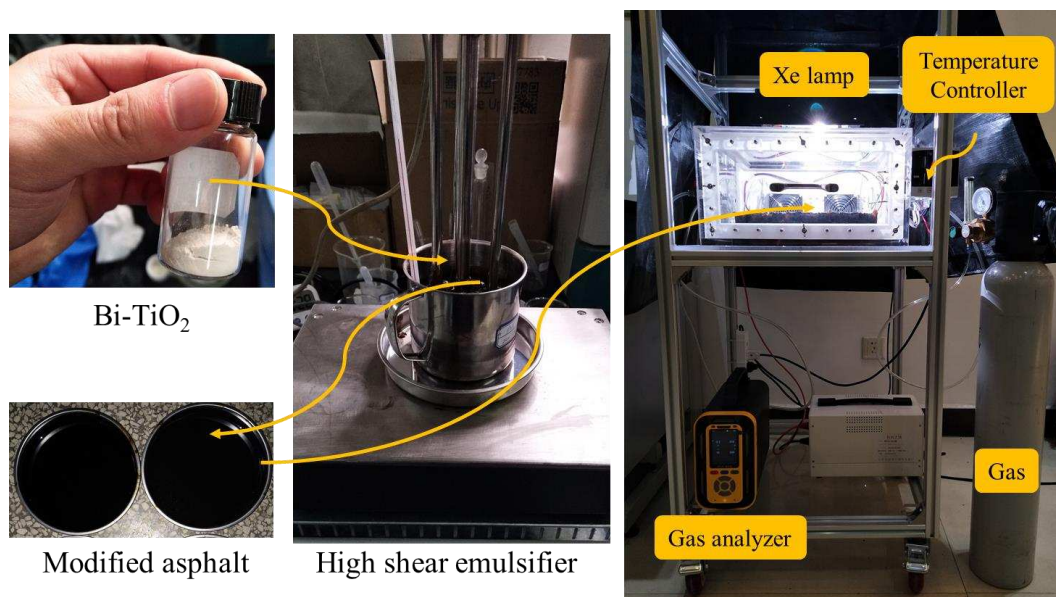 Xe lamp
Temperature
Controller
Bi-TiO₂
Modified asphalt
High shear emulsifier
Gas analyzer
Gas